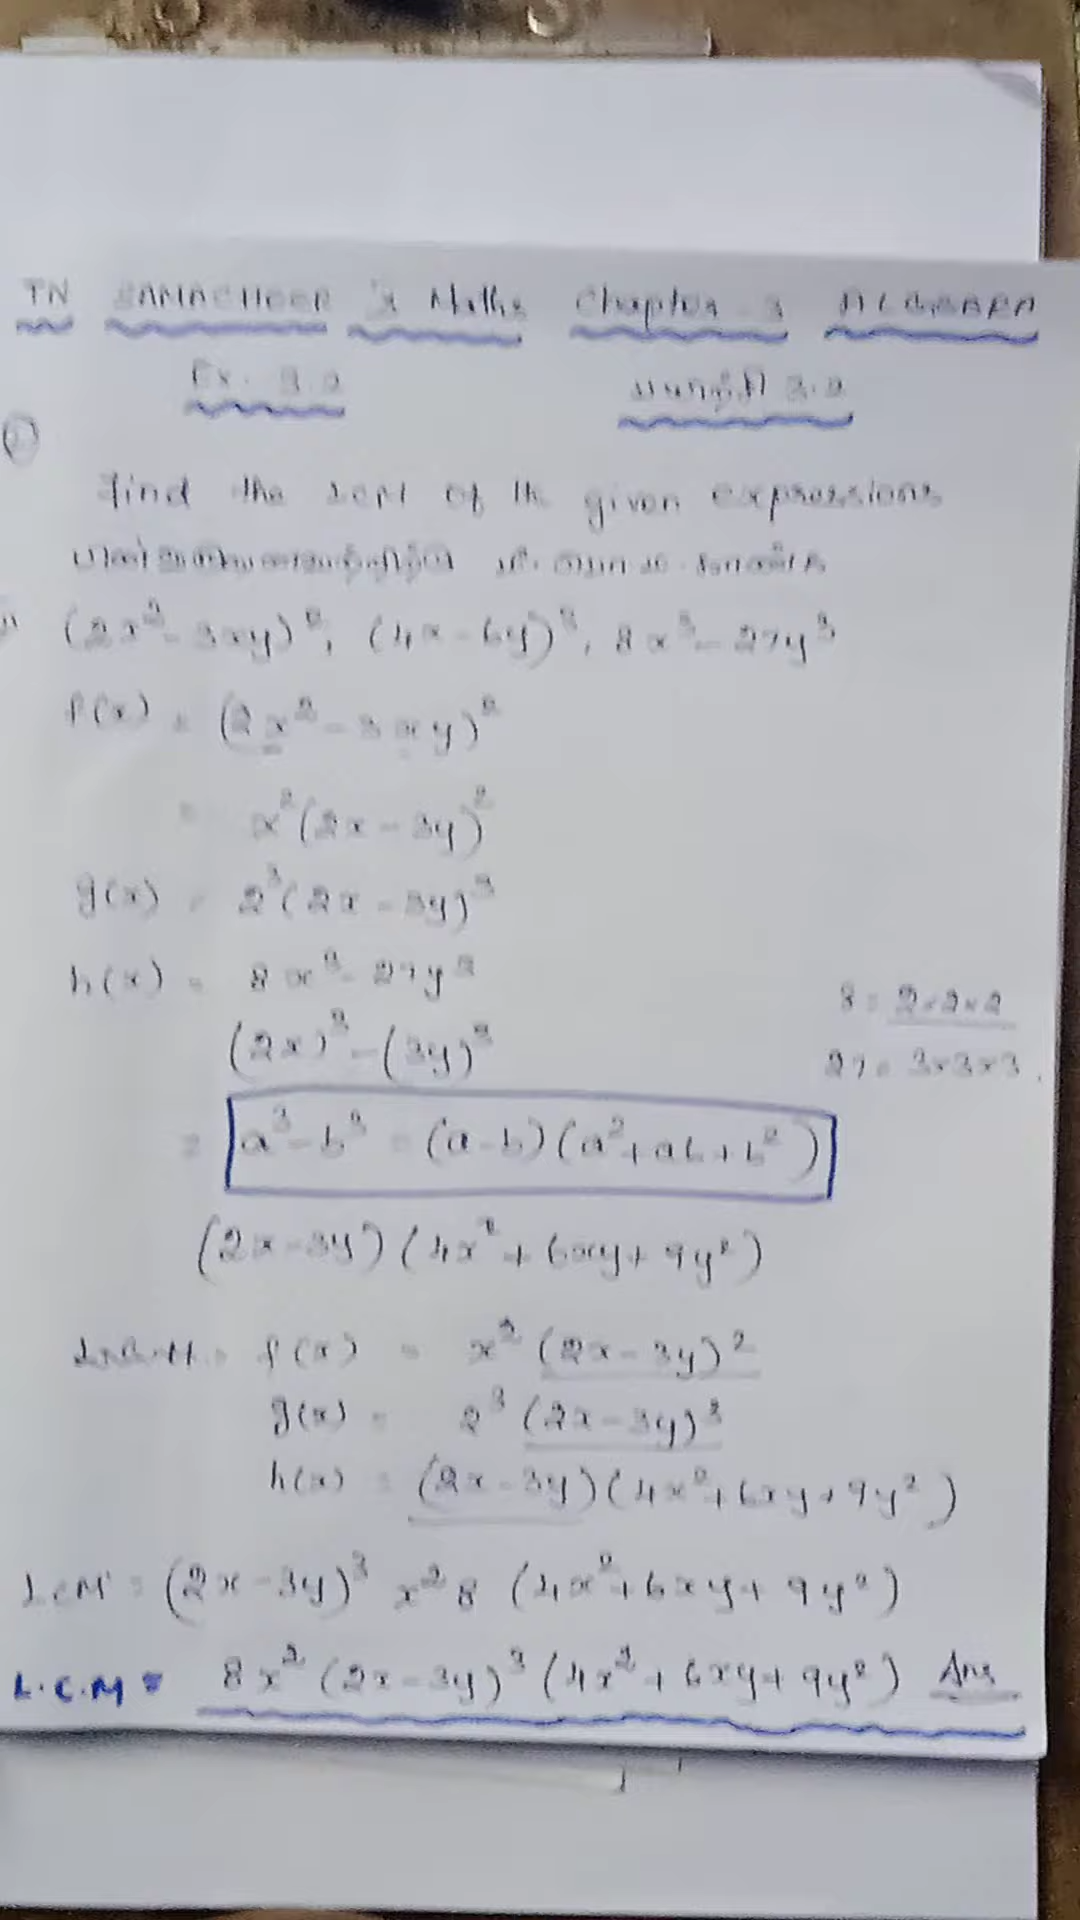 TN SAMACHEER Maths Chapter - 3 ALGEBRA
Ex. 3.2 பயிற்சி 3.2
Find the LCM of the given expressions
(2x² - 3xy)², (4x - 6y)³, 8x³ - 27y³
f(x) = (2x² - 3xy)²
= x²(2x - 3y)²
g(x) = 2³(2x - 3y)³
h(x) = 8x³ - 27y³
8 = 2×2×2
(2x)³ - (3y)³
27 = 3×3×3.
= a³ - b³ = (a - b)(a² + ab + b²)
(2x - 3y)(4x² + 6xy + 9y²)
f(x) = x² (2x - 3y)²
g(x) = 2³ (2x - 3y)³
h(x) = (2x - 3y)(4x² + 6xy + 9y²)
LCM = (2x - 3y)³ x² 8 (4x² + 6xy + 9y²)
L.C.M = 8x² (2x - 3y)³ (4x² + 6xy + 9y²) Ans